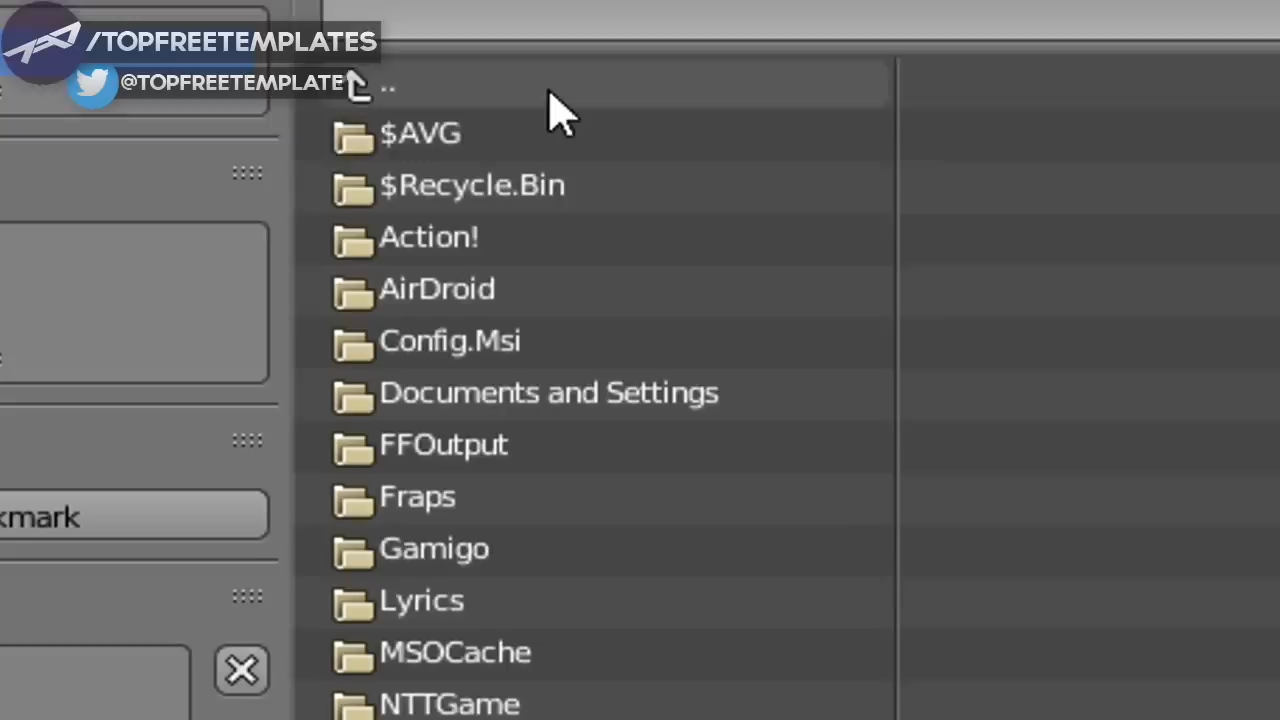 /TOPFREETEMPLATES
@TOPFREETEMPLATE
..
$AVG
$Recycle.Bin
Action!
AirDroid
Config.Msi
Documents and Settings
FFOutput
Fraps
kmark
Gamigo
Lyrics
MSOCache
NTTGame